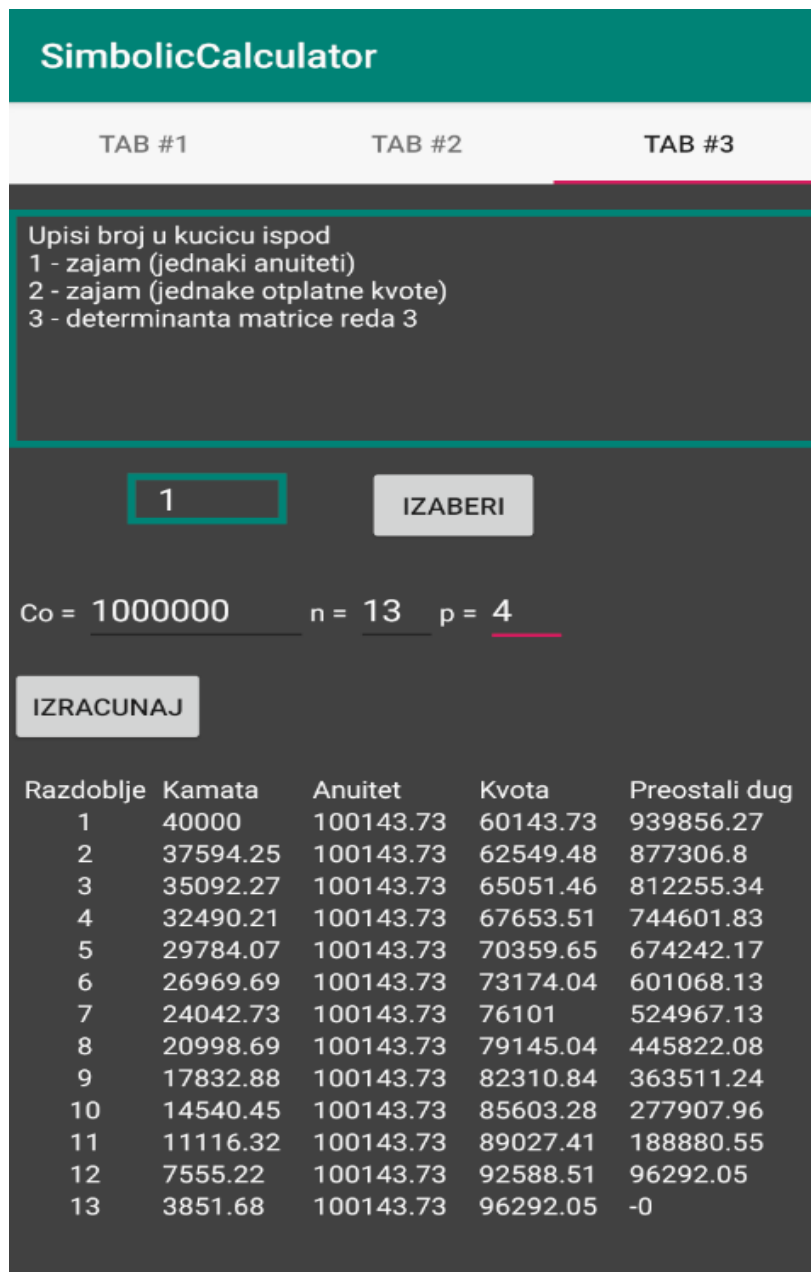 SimbolicCalculator
TAB #1 TAB #2 TAB #3
Upisi broj u kucicu ispod
1 - zajam (jednaki anuiteti)
2 - zajam (jednake otplatne kvote)
3 - determinanta matrice reda 3
1 IZABERI
Co = 1000000 n = 13 p = 4
IZRACUNAJ
Razdoblje Kamata Anuitet Kvota Preostali dug
1 40000 100143.73 60143.73 939856.27
2 37594.25 100143.73 62549.48 877306.8
3 35092.27 100143.73 65051.46 812255.34
4 32490.21 100143.73 67653.51 744601.83
5 29784.07 100143.73 70359.65 674242.17
6 26969.69 100143.73 73174.04 601068.13
7 24042.73 100143.73 76101 524967.13
8 20998.69 100143.73 79145.04 445822.08
9 17832.88 100143.73 82310.84 363511.24
10 14540.45 100143.73 85603.28 277907.96
11 11116.32 100143.73 89027.41 188880.55
12 7555.22 100143.73 92588.51 96292.05
13 3851.68 100143.73 96292.05 -0